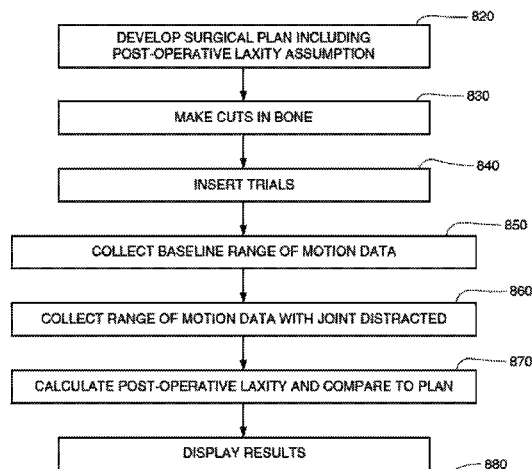 820
DEVELOP SURGICAL PLAN INCLUDING
POST-OPERATIVE LAXITY ASSUMPTION
830
MAKE CUTS IN BONE
840
INSERT TRIALS
850
COLLECT BASELINE RANGE OF MOTION DATA
860
COLLECT RANGE OF MOTION DATA WITH JOINT DISTRACTED
870
CALCULATE POST-OPERATIVE LAXITY AND COMPARE TO PLAN
DISPLAY RESULTS
880